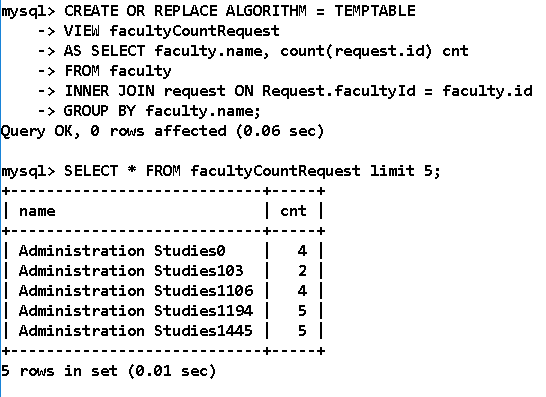 mysql> CREATE OR REPLACE ALGORITHM = TEMPTABLE
    -> VIEW facultyCountRequest
    -> AS SELECT faculty.name, count(request.id) cnt
    -> FROM faculty
    -> INNER JOIN request ON Request.facultyId = faculty.id
    -> GROUP BY faculty.name;
Query OK, 0 rows affected (0.06 sec)

mysql> SELECT * FROM facultyCountRequest limit 5;
+--------------------------+-----+
| name                     | cnt |
+--------------------------+-----+
| Administration Studies0    |   4 |
| Administration Studies103  |   2 |
| Administration Studies1106 |   4 |
| Administration Studies1194 |   5 |
| Administration Studies1445 |   5 |
+--------------------------+-----+
5 rows in set (0.01 sec)